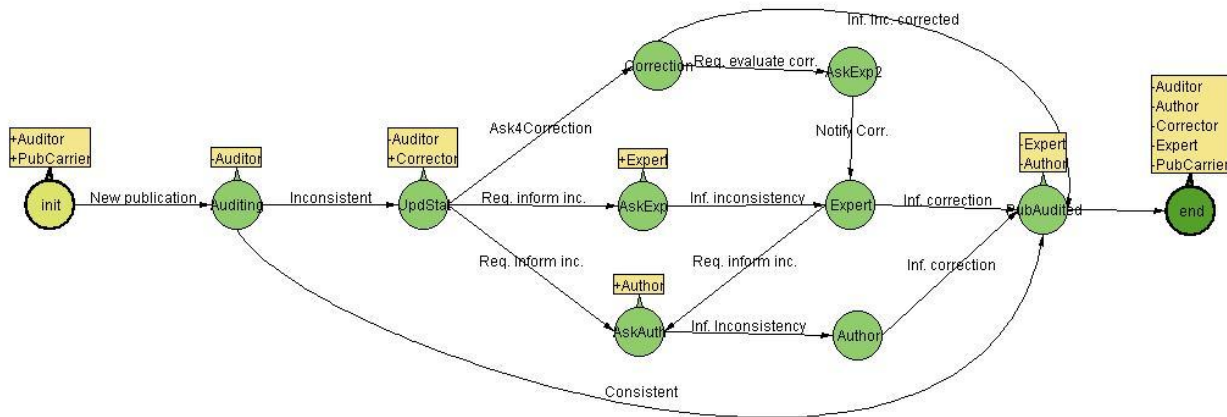 Inf. Inc. corrected
Correction
Req. evaluate corr.
AskExp2
-Auditor
-Author
-Corrector
-Expert
-PubCarrier
+Auditor
+PubCarrier
-Auditor
-Auditor
+Corrector
Ask4Correction
Notify Corr.
+Expert
-Expert
-Author
init
New publication
Auditing
Inconsistent
UpdStat
Req. inform inc.
AskExp
Inf. inconsistency
Expert
Inf. correction
PubAudited
end
Req. Inform inc.
Req. inform inc.
Inf. correction
+Author
AskAuth
Inf. Inconsistency
Author
Consistent